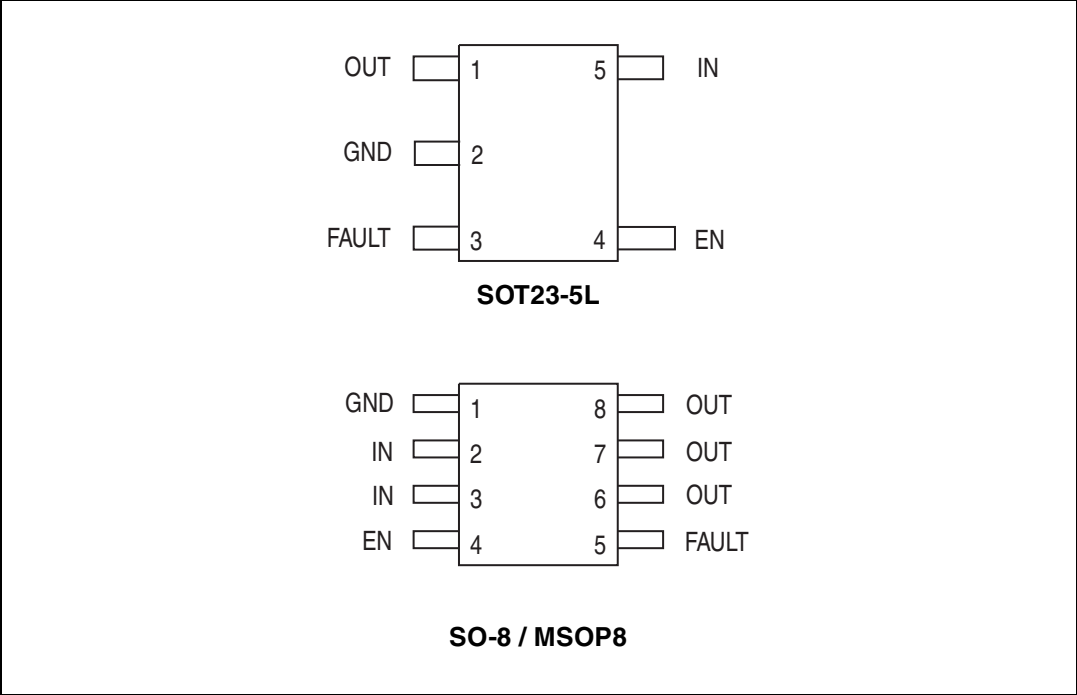 OUT 1 5 IN
GND 2
FAULT 3 4 EN
SOT23-5L
GND 1 8 OUT
IN 2 7 OUT
IN 3 6 OUT
EN 4 5 FAULT
SO-8 / MSOP8